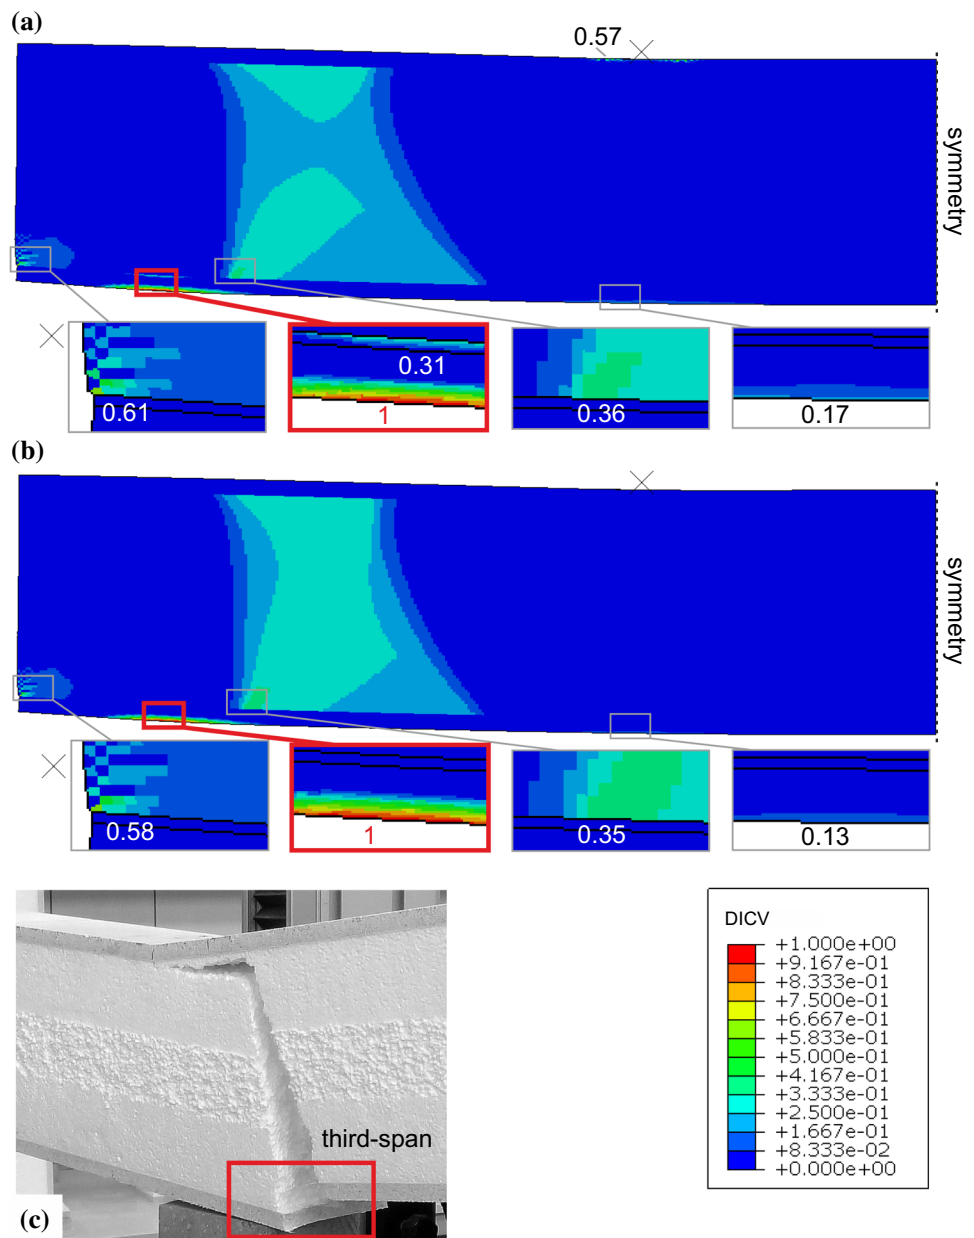 (a)
0.57
symmetry
0.61
0.31
1
0.36
0.17
(b)
symmetry
0.58
1
0.35
0.13
third-span
(c)
DICV
+1.000e+00
+9.167e-01
+8.333e-01
+7.500e-01
+6.667e-01
+5.833e-01
+5.000e-01
+4.167e-01
+3.333e-01
+2.500e-01
+1.667e-01
+8.333e-02
+0.000e+00